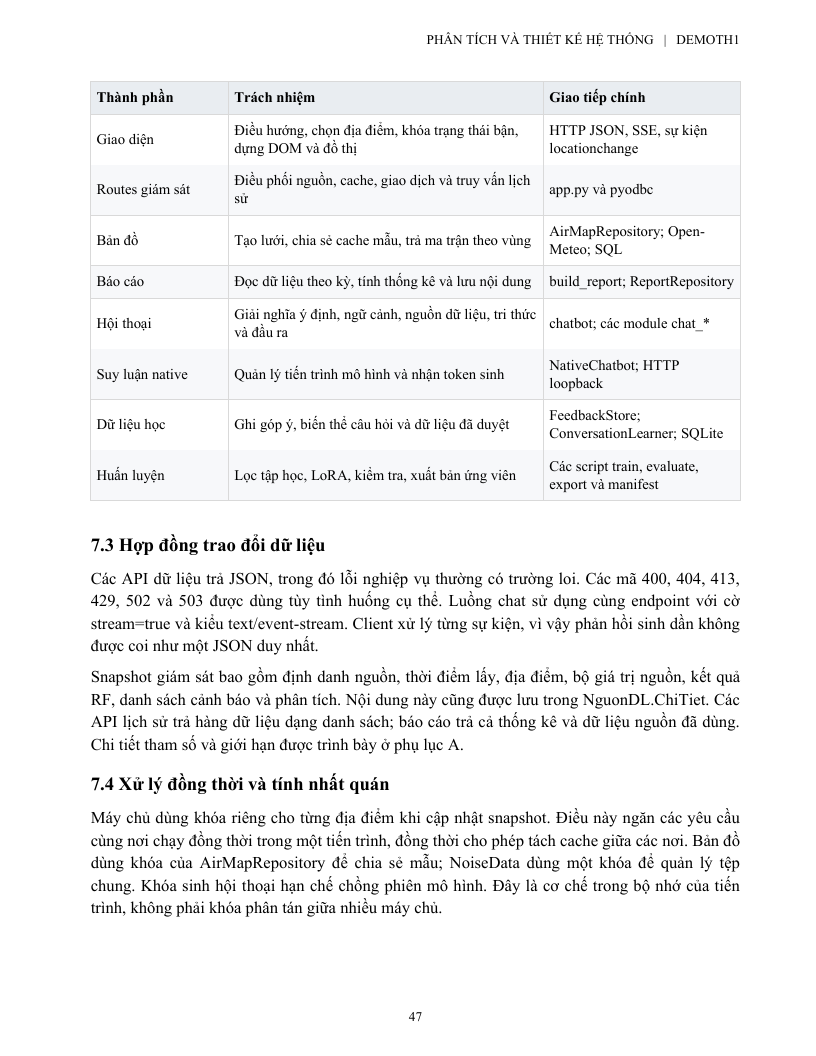 PHÂN TÍCH VÀ THIẾT KẾ HỆ THỐNG | DEMOTH1
Thành phần Trách nhiệm Giao tiếp chính
Giao diện Điều hướng, chọn địa điểm, khóa trạng thái bận, dựng DOM và đồ thị HTTP JSON, SSE, sự kiện locationchange
Routes giám sát Điều phối nguồn, cache, giao dịch và truy vấn lịch sử app.py và pyodbc
Bản đồ Tạo lưới, chia sẻ cache mẫu, trả ma trận theo vùng AirMapRepository; Open-Meteo; SQL
Báo cáo Đọc dữ liệu theo kỳ, tính thống kê và lưu nội dung build_report; ReportRepository
Hội thoại Giải nghĩa ý định, ngữ cảnh, nguồn dữ liệu, tri thức và đầu ra chatbot; các module chat_*
Suy luận native Quản lý tiến trình mô hình và nhận token sinh NativeChatbot; HTTP loopback
Dữ liệu học Ghi góp ý, biến thể câu hỏi và dữ liệu đã duyệt FeedbackStore; ConversationLearner; SQLite
Huấn luyện Lọc tập học, LoRA, kiểm tra, xuất bản ứng viên Các script train, evaluate, export và manifest
7.3 Hợp đồng trao đổi dữ liệu
Các API dữ liệu trả JSON, trong đó lỗi nghiệp vụ thường có trường loi. Các mã 400, 404, 413,
429, 502 và 503 được dùng tùy tình huống cụ thể. Luồng chat sử dụng cùng endpoint với cờ
stream=true và kiểu text/event-stream. Client xử lý từng sự kiện, vì vậy phản hồi sinh dần không
được coi như một JSON duy nhất.
Snapshot giám sát bao gồm định danh nguồn, thời điểm lấy, địa điểm, bộ giá trị nguồn, kết quả
RF, danh sách cảnh báo và phân tích. Nội dung này cũng được lưu trong NguonDL.ChiTiet. Các
API lịch sử trả hàng dữ liệu dạng danh sách; báo cáo trả cả thống kê và dữ liệu nguồn đã dùng.
Chi tiết tham số và giới hạn được trình bày ở phụ lục A.
7.4 Xử lý đồng thời và tính nhất quán
Máy chủ dùng khóa riêng cho từng địa điểm khi cập nhật snapshot. Điều này ngăn các yêu cầu
cùng nơi chạy đồng thời trong một tiến trình, đồng thời cho phép tách cache giữa các nơi. Bản đồ
dùng khóa của AirMapRepository để chia sẻ mẫu; NoiseData dùng một khóa để quản lý tệp
chung. Khóa sinh hội thoại hạn chế chồng phiên mô hình. Đây là cơ chế trong bộ nhớ của tiến
trình, không phải khóa phân tán giữa nhiều máy chủ.
47